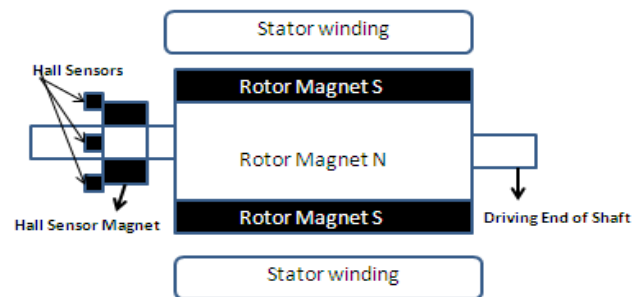 Stator winding
Hall Sensors
Rotor Magnet S
Rotor Magnet N
Rotor Magnet S
Hall Sensor Magnet
Driving End of Shaft
Stator winding